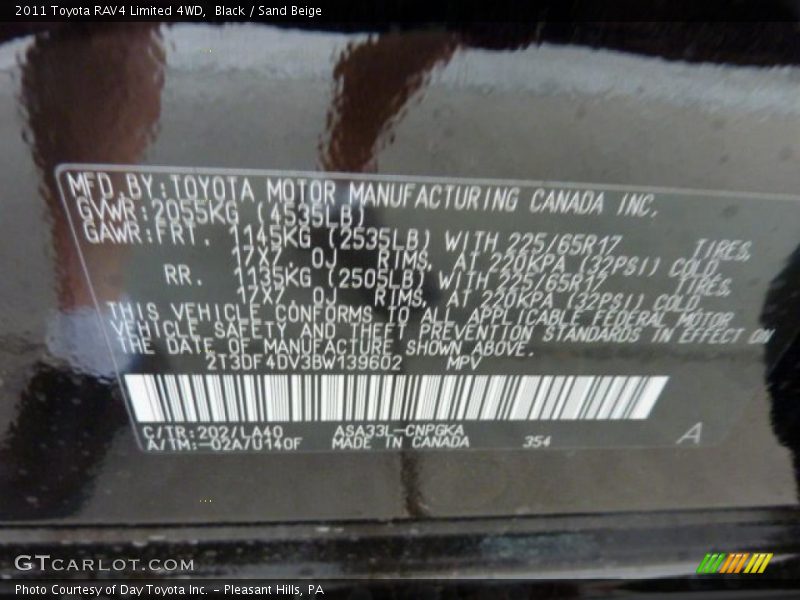 2011 Toyota RAV4 Limited 4WD,  Black / Sand Beige
MFD.BY:TOYOTA MOTOR MANUFACTURING CANADA INC.
GVWR:2055KG (4535LB)
GAWR:FRT. 1145KG (2535LB) WITH 225/65R17 TIRES,
17X7 0J RIMS, AT 220KPA (32PSI) COLD
RR. 1135KG (2505LB) WITH 225/65R17 TIRES,
17X7 0J RIMS, AT 220KPA (32PSI) COLD
THIS VEHICLE CONFORMS TO ALL APPLICABLE FEDERAL MOTOR
VEHICLE SAFETY AND THEFT PREVENTION STANDARDS IN EFFECT ON
THE DATE OF MANUFACTURE SHOWN ABOVE.
2T3DF4DV3BW139602 MPV
C/TR:202/LA40 ASA33L-CNPGKA
A/TM:-02A/U140F MADE IN CANADA 354 A
GTCARLOT.COM
Photo Courtesy of Day Toyota Inc. - Pleasant Hills, PA